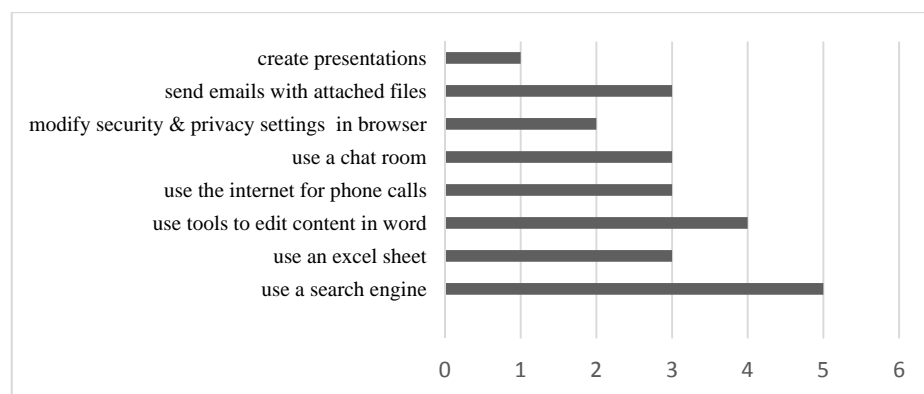 create presentations
send emails with attached files
modify security & privacy settings  in browser
use a chat room
use the internet for phone calls
use tools to edit content in word
use an excel sheet
use a search engine
0 1 2 3 4 5 6